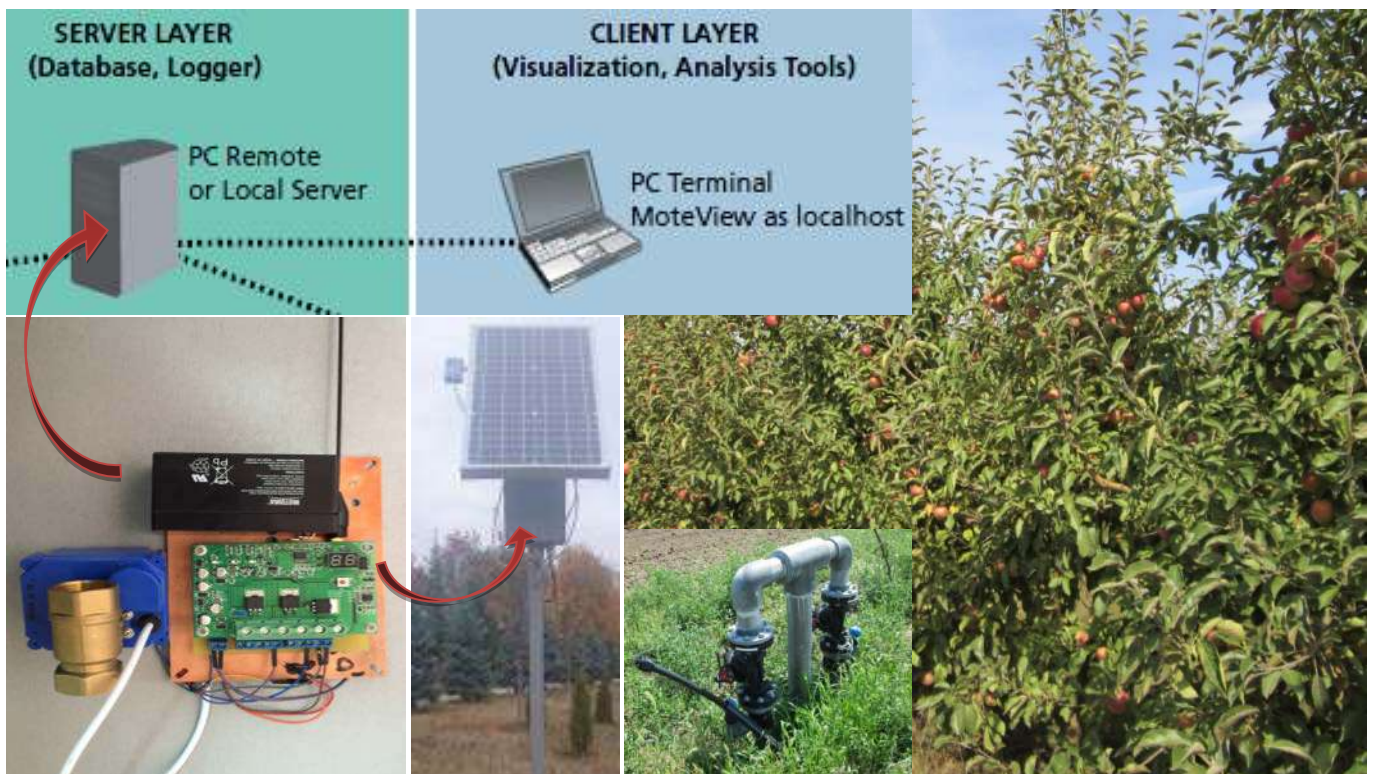 SERVER LAYER
(Database, Logger)
PC Remote
or Local Server
CLIENT LAYER
(Visualization, Analysis Tools)
PC Terminal
MoteView as localhost